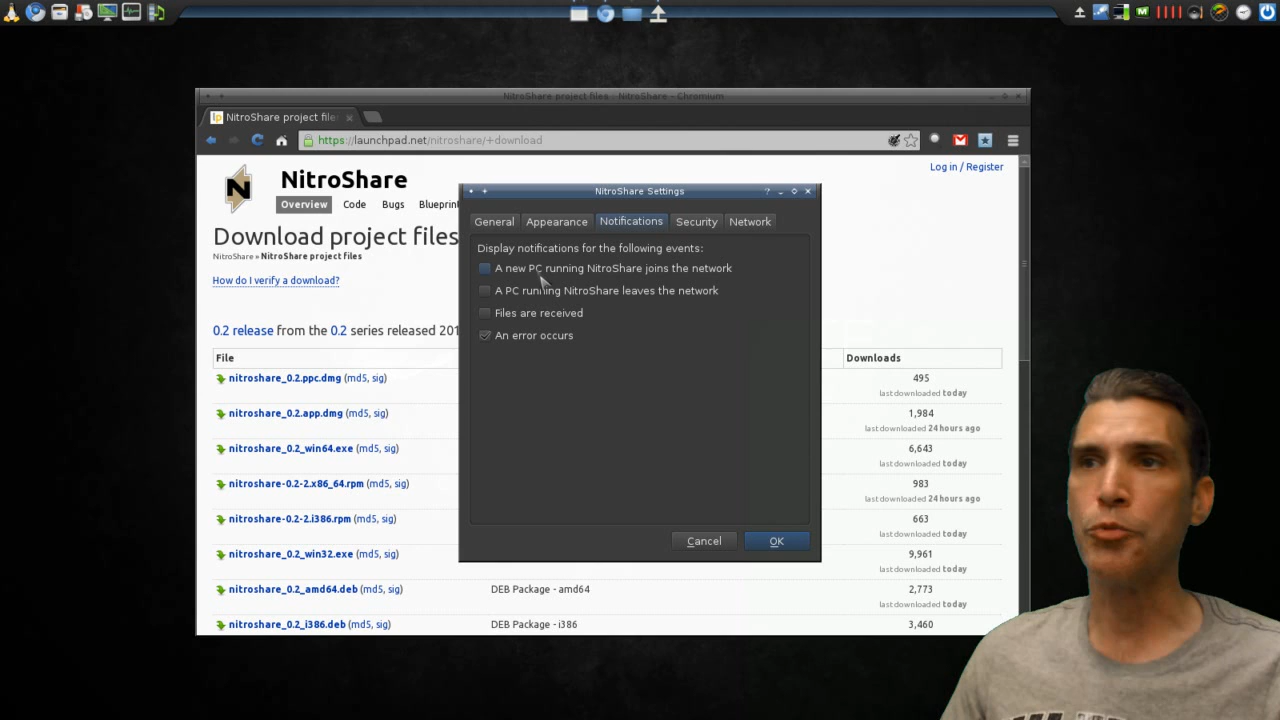 NitroShare project files : NitroShare - Chromium
NitroShare project file
https://launchpad.net/nitroshare/+download
Log in / Register
N
NitroShare
Overview Code Bugs Blueprint
Download project files
NitroShare » NitroShare project files
How do I verify a download?
0.2 release from the 0.2 series released 201
File Downloads
nitroshare_0.2.ppc.dmg (md5, sig) 495
last downloaded today
nitroshare_0.2.app.dmg (md5, sig) 1,984
last downloaded 24 hours ago
nitroshare_0.2_win64.exe (md5, sig) 6,643
last downloaded today
nitroshare-0.2-2.x86_64.rpm (md5, sig) 983
last downloaded 24 hours ago
nitroshare-0.2-2.i386.rpm (md5, sig) 663
last downloaded today
nitroshare_0.2_win32.exe (md5, sig) 9,961
last downloaded today
nitroshare_0.2_amd64.deb (md5, sig) DEB Package - amd64 2,773
last downloaded today
nitroshare_0.2_i386.deb (md5, sig) DEB Package - i386 3,460
NitroShare Settings
General Appearance Notifications Security Network
Display notifications for the following events:
A new PC running NitroShare joins the network
A PC running NitroShare leaves the network
Files are received
An error occurs
Cancel OK